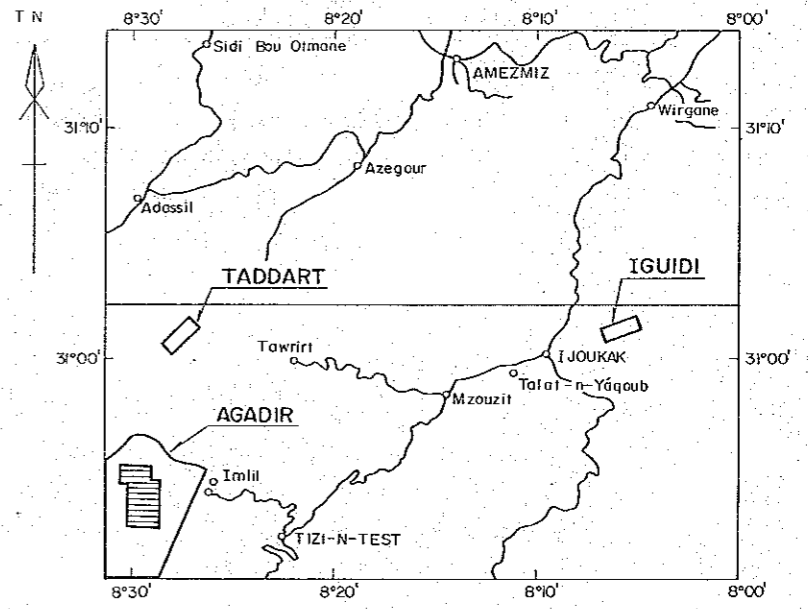 T N
8°30'
8°20'
8°10'
8°00'
Sidi Bou Otmane
AMEZMIZ
Wirgane
31°10'
31°10'
Azegour
Adassil
TADDART
IGUIDI
31°00'
31°00'
Tawrirt
IJOUKAK
Talat-n-Yáqoub
Mzouzit
AGADIR
Imlil
TIZI-N-TEST
8°30'
8°20'
8°10'
8°00'